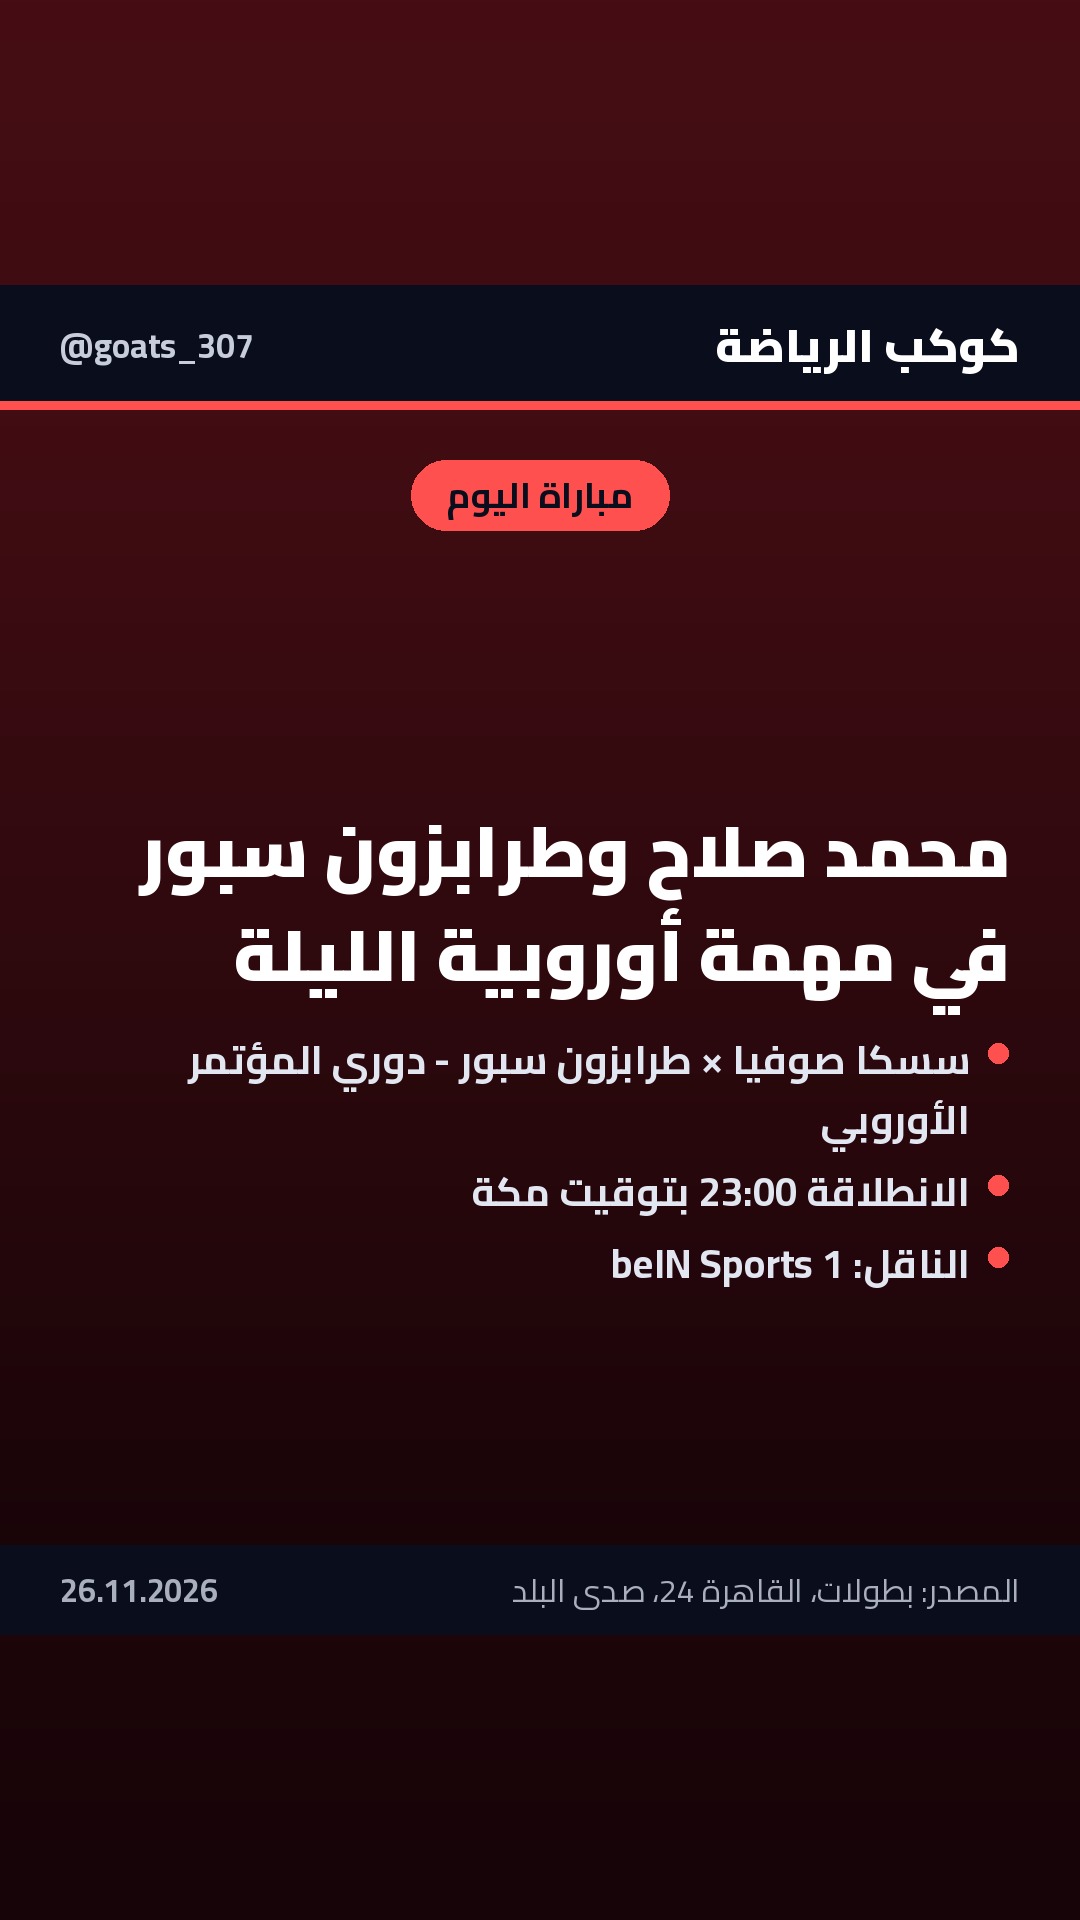 كوكب الرياضة
@goats_307
مباراة اليوم
محمد صلاح وطرابزون سبور
في مهمة أوروبية الليلة
سسكا صوفيا × طرابزون سبور - دوري المؤتمر
الأوروبي
الانطلاقة 23:00 بتوقيت مكة
الناقل: beIN Sports 1
المصدر: بطولات، القاهرة 24، صدى البلد
26.11.2026